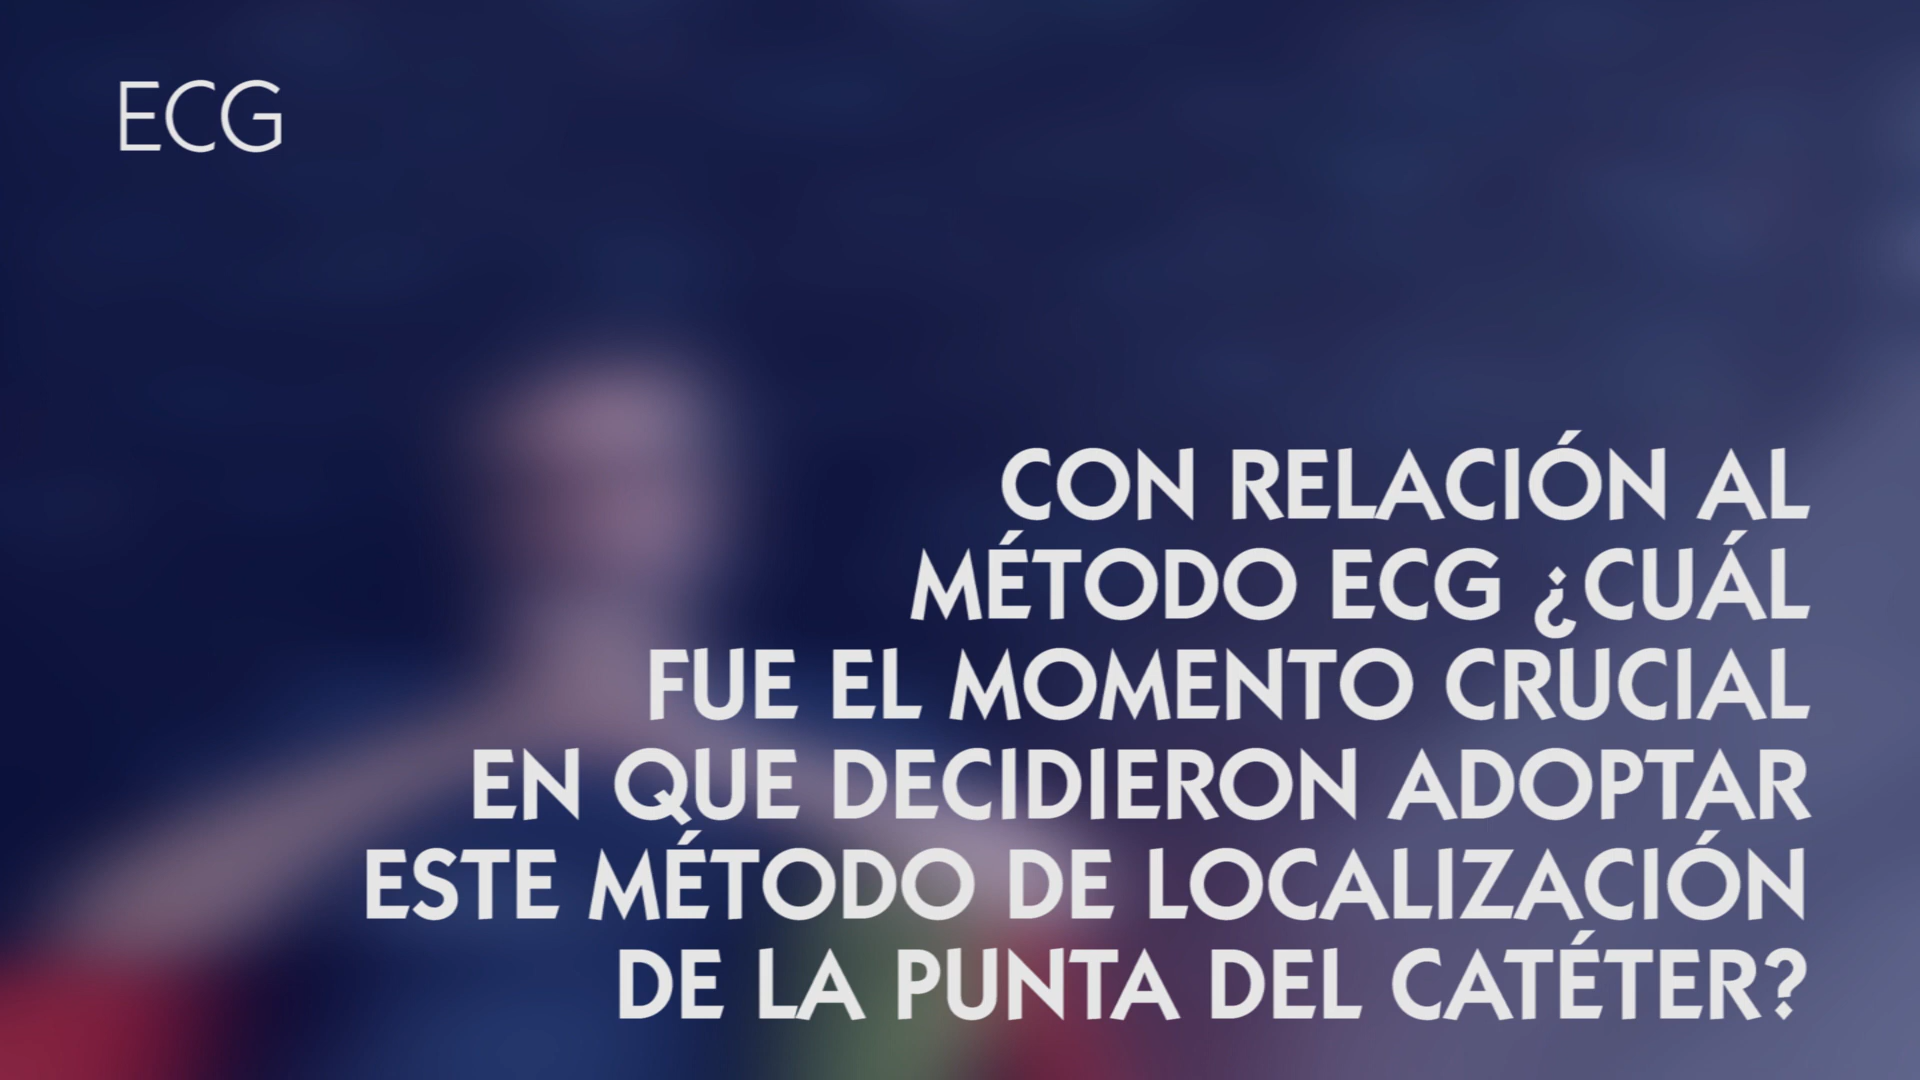 ECG
CON RELACIÓN AL
MÉTODO ECG ¿CUÁL
FUE EL MOMENTO CRUCIAL
EN QUE DECIDIERON ADOPTAR
ESTE MÉTODO DE LOCALIZACIÓN
DE LA PUNTA DEL CATÉTER?